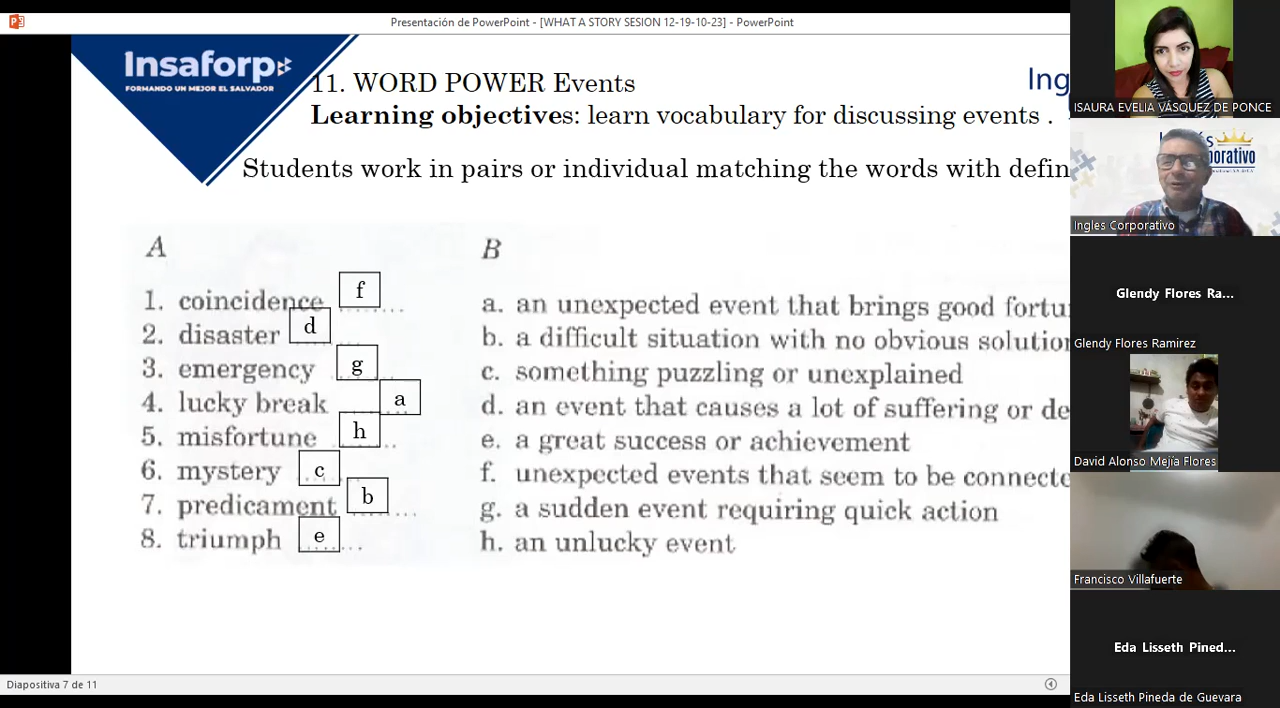 Presentación de PowerPoint - [WHAT A STORY SESION 12-19-10-23] - PowerPoint
Insaforp
FORMANDO UN MEJOR EL SALVADOR
11. WORD POWER Events
Ing
Learning objectives: learn vocabulary for discussing events .
Students work in pairs or individual matching the words with defin
A
1. coincidence f
2. disaster d
3. emergency g
4. lucky break a
5. misfortune h
6. mystery c
7. predicament b
8. triumph e
B
a. an unexpected event that brings good fortu
b. a difficult situation with no obvious solution
c. something puzzling or unexplained
d. an event that causes a lot of suffering or de
e. a great success or achievement
f. unexpected events that seem to be connecte
g. a sudden event requiring quick action
h. an unlucky event
Diapositiva 7 de 11
ISAURA EVELIA VÁSQUEZ DE PONCE
Ingles Corporativo
Glendy Flores Ra...
Glendy Flores Ramirez
David Alonso Mejía Flores
Francisco Villafuerte
Eda Lisseth Pined...
Eda Lisseth Pineda de Guevara